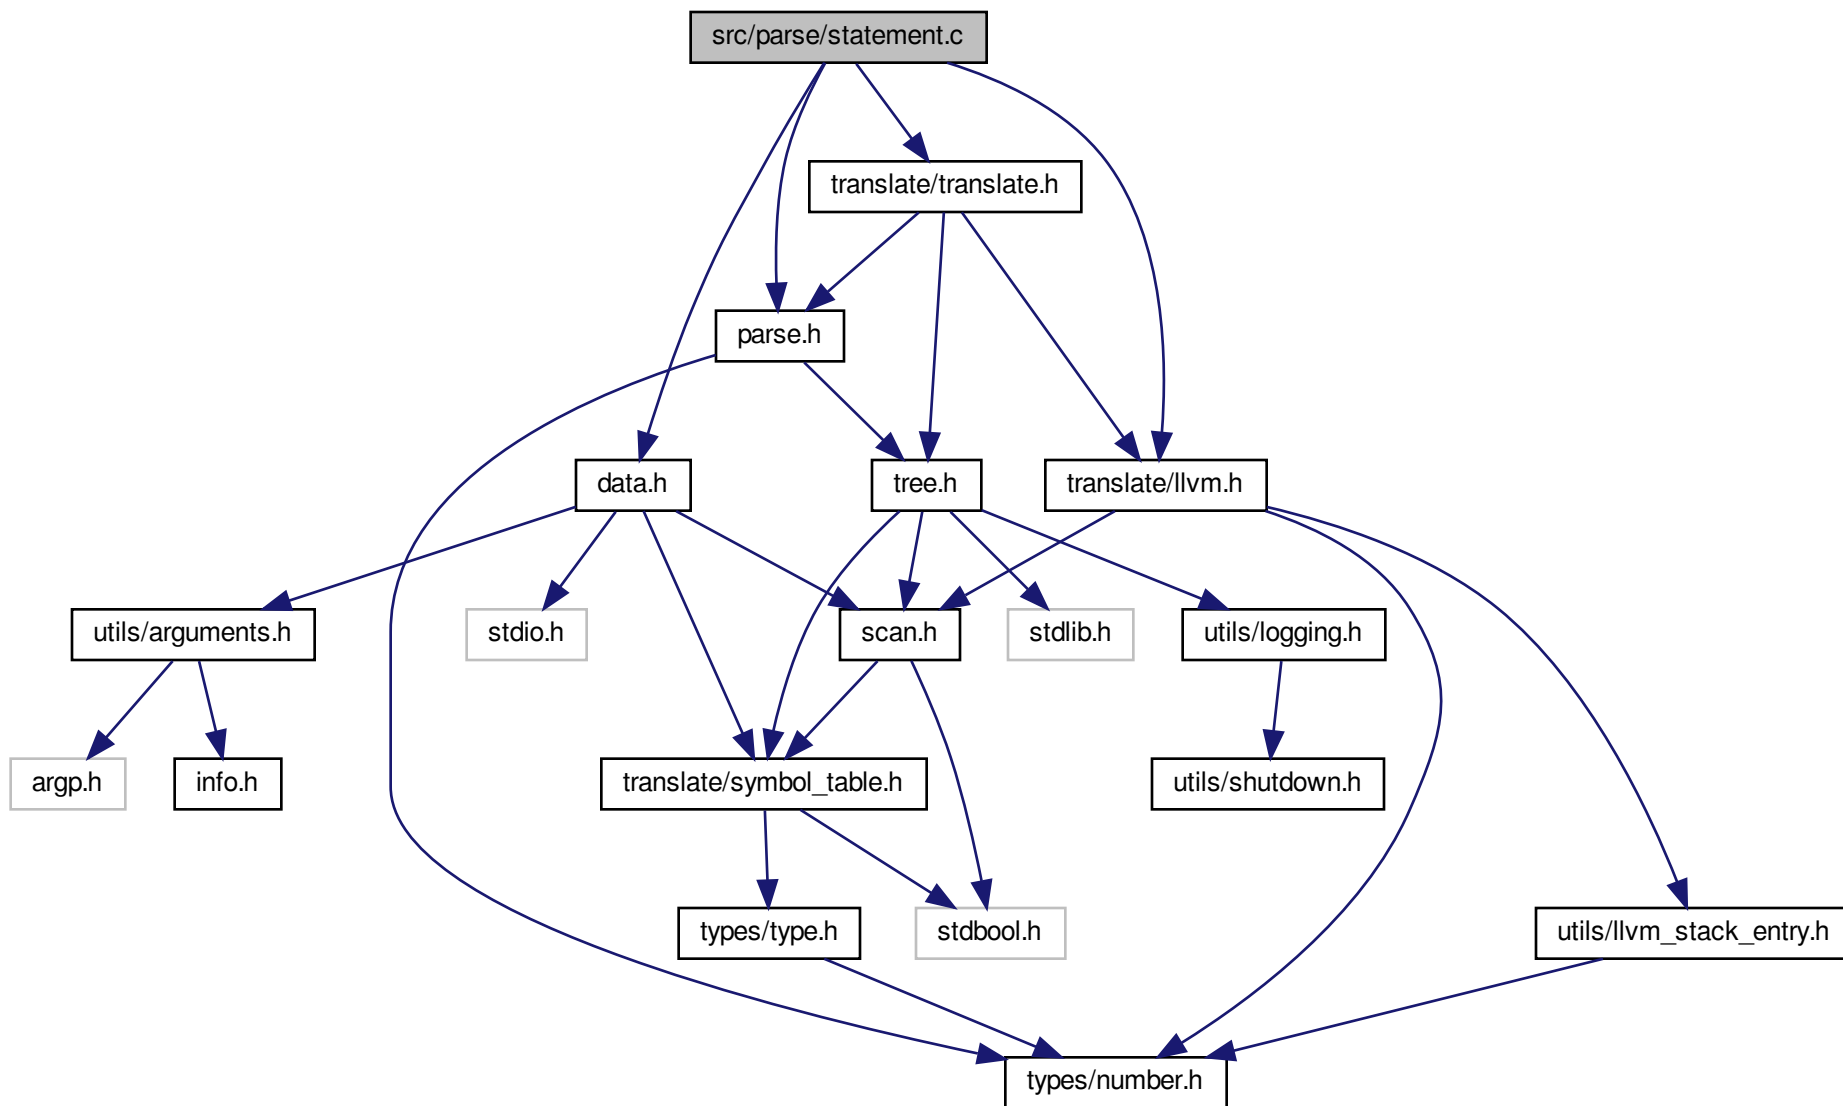 src/parse/statement.c
translate/translate.h
parse.h
data.h
tree.h
translate/llvm.h
utils/arguments.h
stdio.h
scan.h
stdlib.h
utils/logging.h
argp.h
info.h
translate/symbol_table.h
utils/shutdown.h
types/type.h
stdbool.h
utils/llvm_stack_entry.h
types/number.h